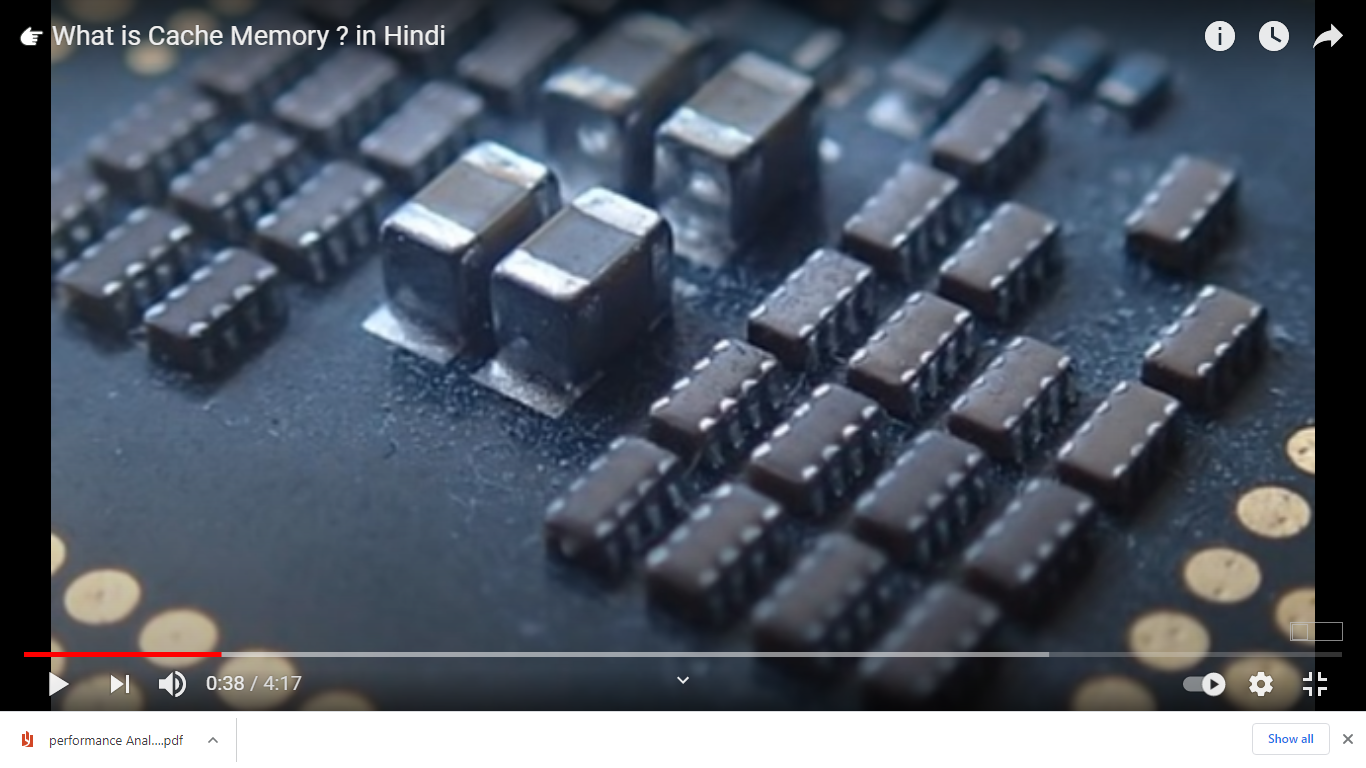 What is Cache Memory ? in Hindi
0:38 / 4:17
performance Anal....pdf
Show all